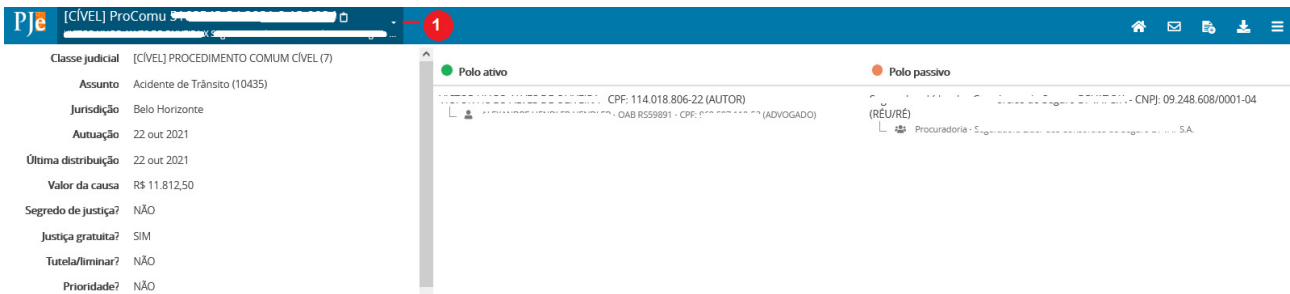 PJe
[CÍVEL] ProComu
1
Classe judicial [CÍVEL] PROCEDIMENTO COMUM CÍVEL (7)
Assunto Acidente de Trânsito (10435)
Jurisdição Belo Horizonte
Autuação 22 out 2021
Última distribuição 22 out 2021
Valor da causa R$ 11.812,50
Segredo de justiça? NÃO
Justiça gratuita? SIM
Tutela/liminar? NÃO
Prioridade? NÃO
Polo ativo
CPF: 114.018.806-22 (AUTOR)
- OAB RS59891 - CPF: (ADVOGADO)
Polo passivo
- CNPJ: 09.248.608/0001-04
(RÉU/RÉ)
Procuradoria - S.A.